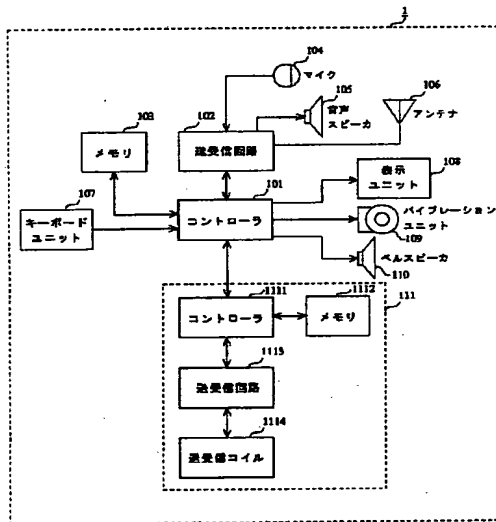 1
104
マイク
105
音声
スピーカ
106
アンテナ
103
メモリ
102
送受信回路
107
キーボード
ユニット
101
コントローラ
108
表示
ユニット
バイブレーション
ユニット
109
ベルスピーカ
110
1111
コントローラ
1112
メモリ
111
1113
送受信回路
1114
送受信コイル